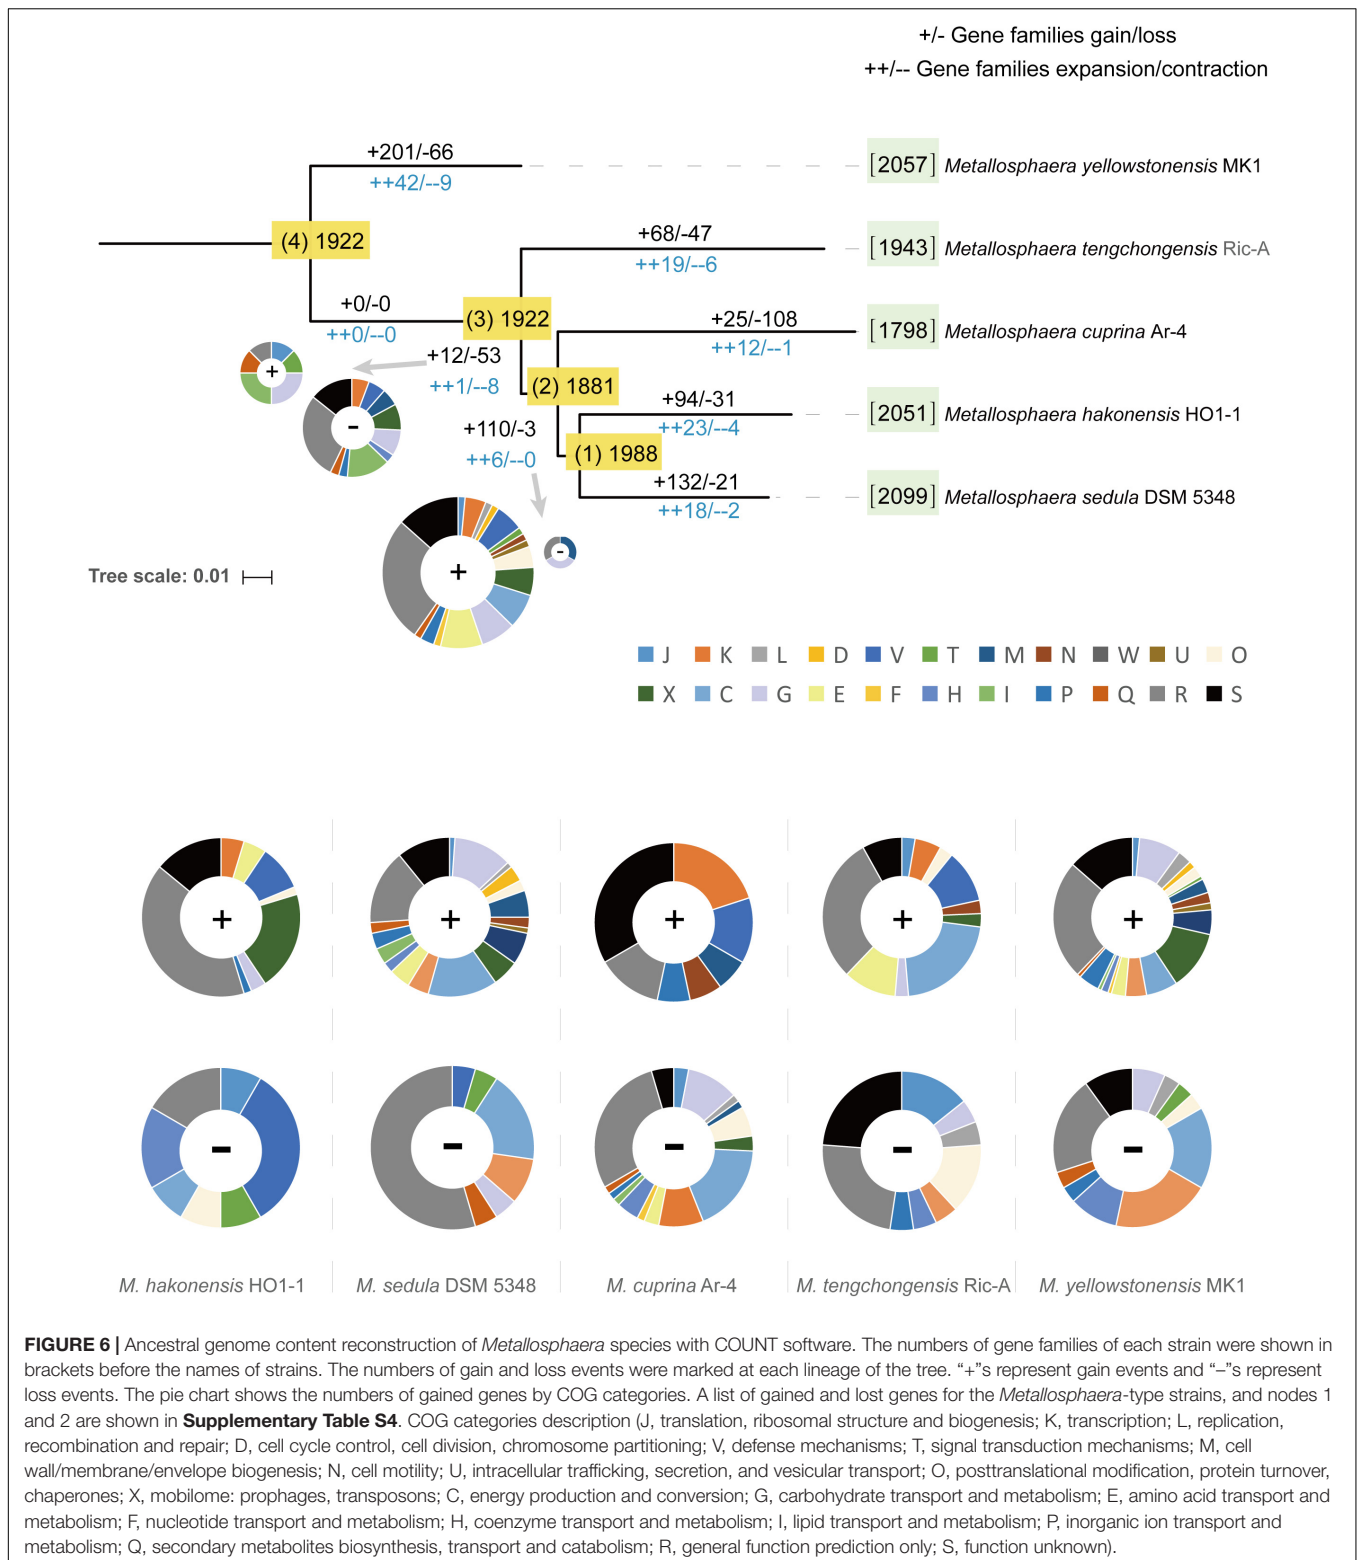 +/- Gene families gain/loss
++/-- Gene families expansion/contraction
+201/-66
++42/--9
[2057] Metallosphaera yellowstonensis MK1
(4) 1922
+68/-47
++19/--6
[1943] Metallosphaera tengchongensis Ric-A
+0/-0
++0/--0
(3) 1922
+25/-108
++12/--1
[1798] Metallosphaera cuprina Ar-4
+12/-53
++1/--8
(2) 1881
+94/-31
++23/--4
[2051] Metallosphaera hakonensis HO1-1
+110/-3
++6/--0
(1) 1988
+132/-21
++18/--2
[2099] Metallosphaera sedula DSM 5348
+
-
+
-
Tree scale: 0.01
J K L D V T M N W U O
X C G E F H I P Q R S
+ + + + +
- - - - -
M. hakonensis HO1-1 M. sedula DSM 5348 M. cuprina Ar-4 M. tengchongensis Ric-A M. yellowstonensis MK1
FIGURE 6 | Ancestral genome content reconstruction of Metallosphaera species with COUNT software. The numbers of gene families of each strain were shown in
brackets before the names of strains. The numbers of gain and loss events were marked at each lineage of the tree. “+”s represent gain events and “–”s represent
loss events. The pie chart shows the numbers of gained genes by COG categories. A list of gained and lost genes for the Metallosphaera-type strains, and nodes 1
and 2 are shown in Supplementary Table S4. COG categories description (J, translation, ribosomal structure and biogenesis; K, transcription; L, replication,
recombination and repair; D, cell cycle control, cell division, chromosome partitioning; V, defense mechanisms; T, signal transduction mechanisms; M, cell
wall/membrane/envelope biogenesis; N, cell motility; U, intracellular trafficking, secretion, and vesicular transport; O, posttranslational modification, protein turnover,
chaperones; X, mobilome: prophages, transposons; C, energy production and conversion; G, carbohydrate transport and metabolism; E, amino acid transport and
metabolism; F, nucleotide transport and metabolism; H, coenzyme transport and metabolism; I, lipid transport and metabolism; P, inorganic ion transport and
metabolism; Q, secondary metabolites biosynthesis, transport and catabolism; R, general function prediction only; S, function unknown).